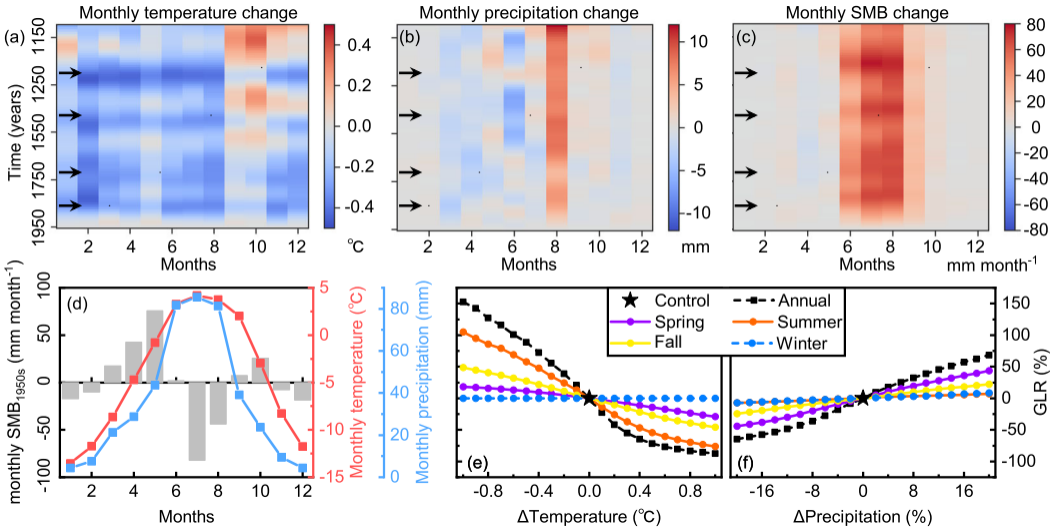 Monthly temperature change
Monthly precipitation change
Monthly SMB change
(a)
(b)
(c)
Time (years)
1150
1250
1350
1550
1750
1950
0.4
0.2
0.0
-0.2
-0.4
℃
10
5
0
-5
-10
mm
80
60
40
20
0
-20
-40
-60
-80
mm month-1
2 4 6 8 10 12
2 4 6 8 10 12
2 4 6 8 10 12
Months
Months
Months
(d)
monthly SMB1950s (mm month-1)
100
50
0
-50
-100
2 4 6 8 10 12
Months
5
0
-5
-10
-15
Monthly temperature (℃)
80
60
40
20
0
Monthly precipitation (mm)
Control
Annual
Spring
Summer
Fall
Winter
(e)
-0.8 -0.4 0.0 0.4 0.8
ΔTemperature (℃)
(f)
-16 -8 0 8 16
ΔPrecipitation (%)
150
100
50
0
-50
-100
GLR (%)